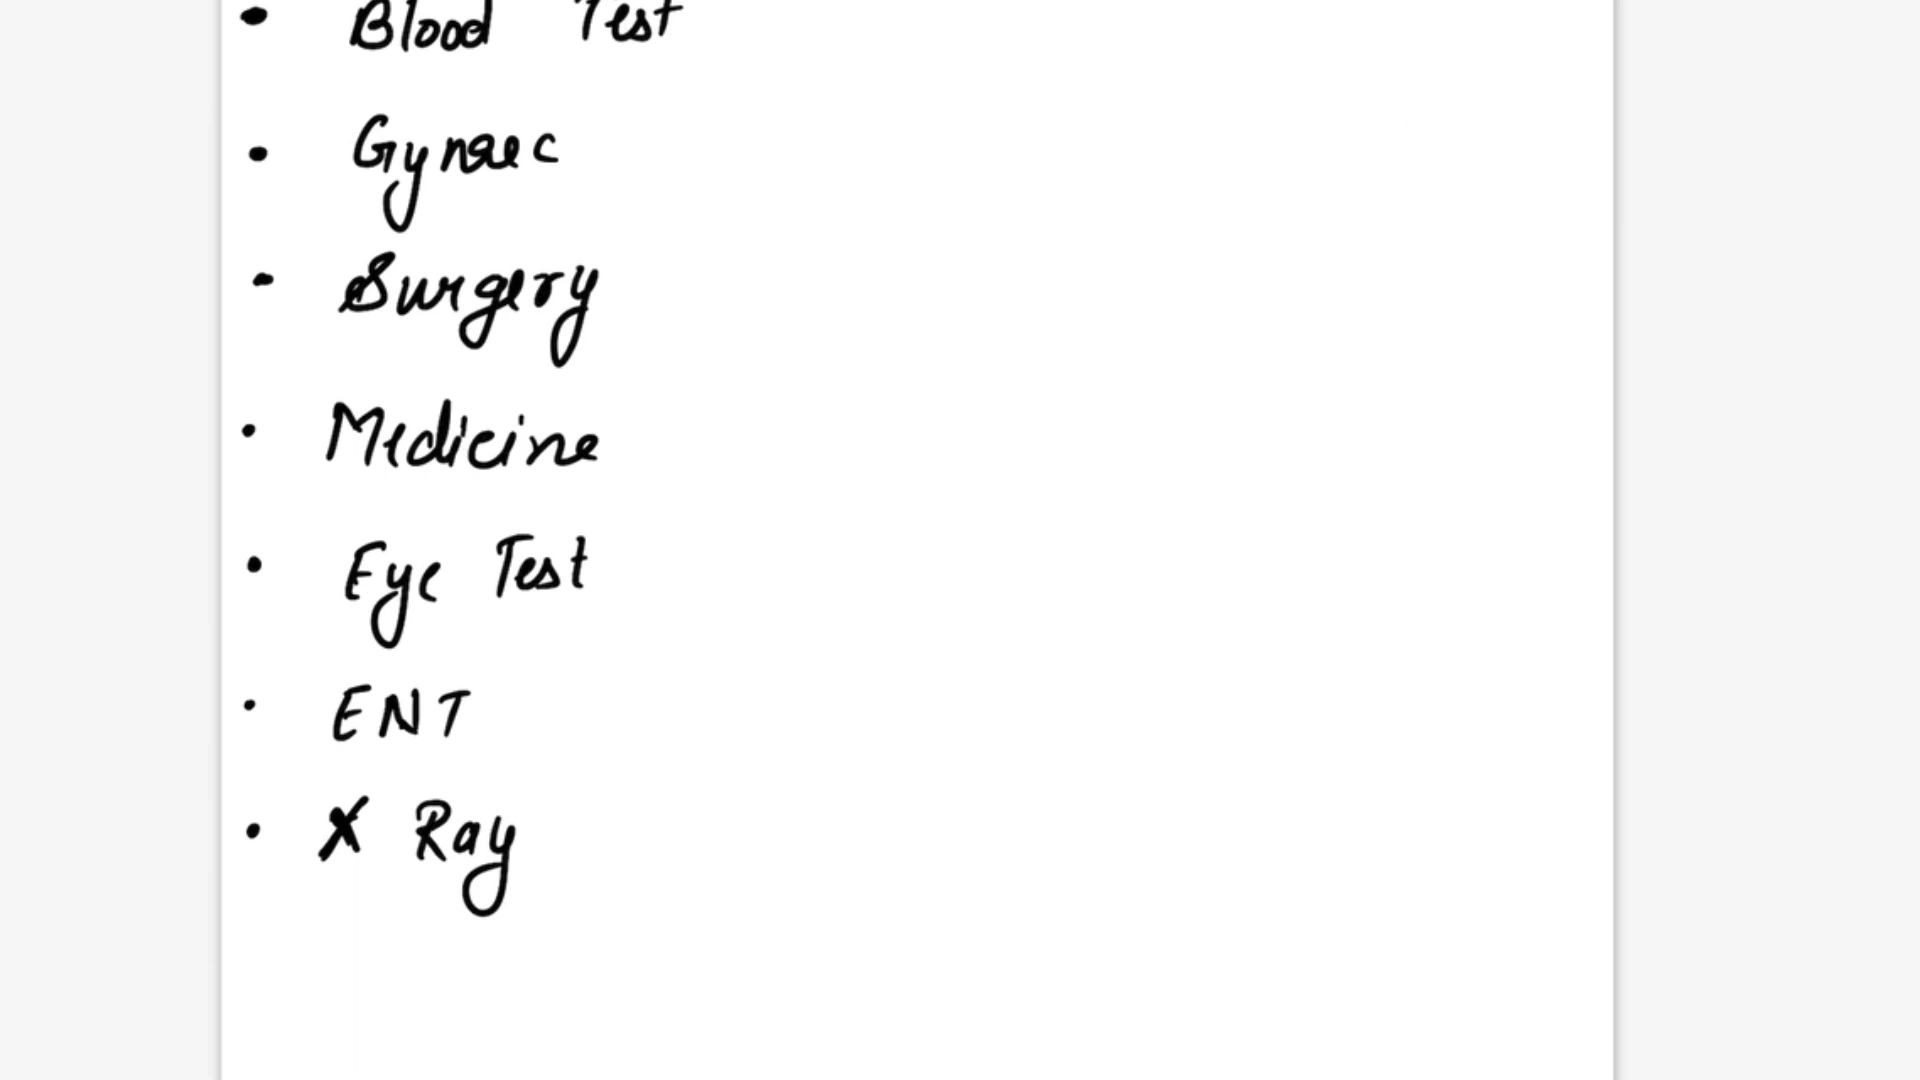 • Blood Test
• Gynaec
• Surgery
• Medicine
• Eye Test
• ENT
• X Ray